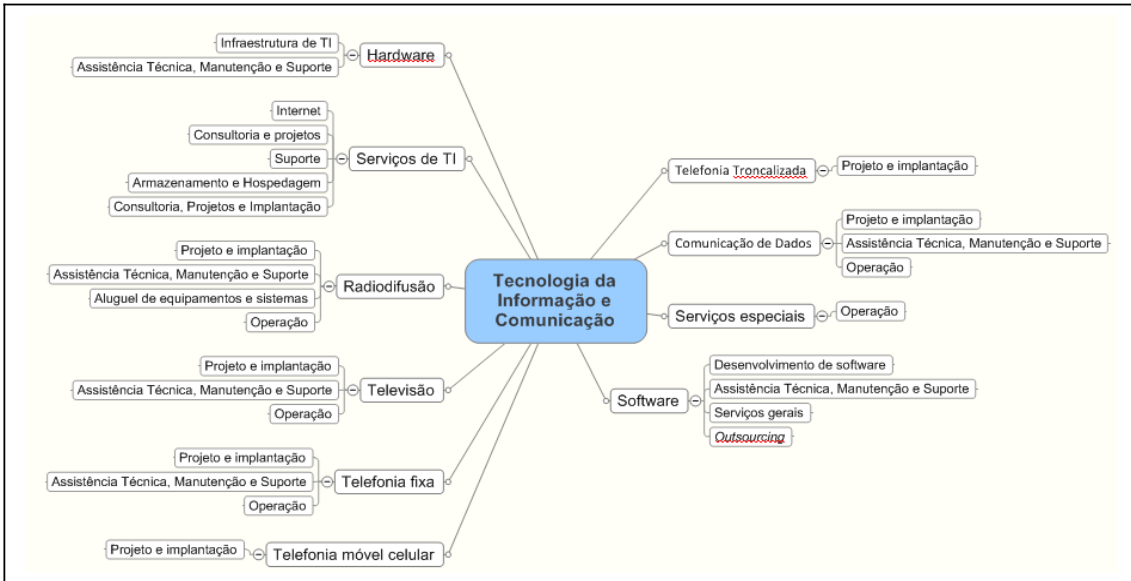 Infraestrutura de TI
Assistência Técnica, Manutenção e Suporte
Hardware
Internet
Consultoria e projetos
Suporte
Armazenamento e Hospedagem
Consultoria, Projetos e Implantação
Serviços de TI
Projeto e implantação
Assistência Técnica, Manutenção e Suporte
Aluguel de equipamentos e sistemas
Operação
Radiodifusão
Projeto e implantação
Assistência Técnica, Manutenção e Suporte
Operação
Televisão
Projeto e implantação
Assistência Técnica, Manutenção e Suporte
Operação
Telefonia fixa
Projeto e implantação
Telefonia móvel celular
Tecnologia da
Informação e
Comunicação
Telefonia Troncalizada
Projeto e implantação
Comunicação de Dados
Projeto e implantação
Assistência Técnica, Manutenção e Suporte
Operação
Serviços especiais
Operação
Software
Desenvolvimento de software
Assistência Técnica, Manutenção e Suporte
Serviços gerais
Outsourcing